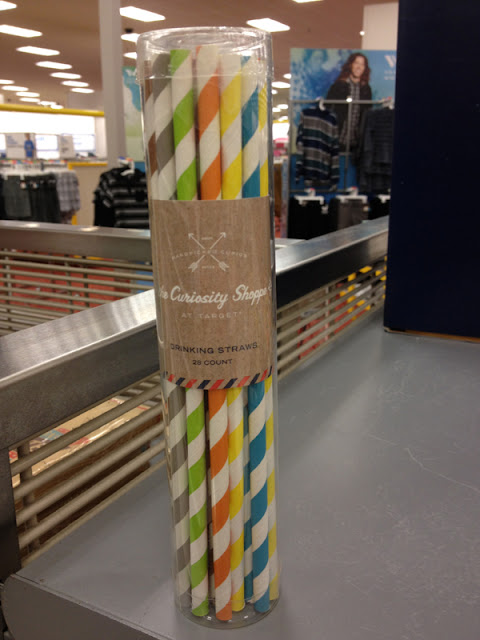 Curiosity Shoppe
AT TARGET
DRINKING STRAWS
25 COUNT